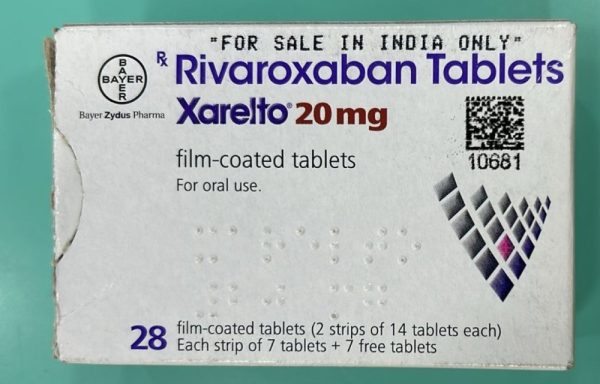 "FOR SALE IN INDIA ONLY"
℞ Rivaroxaban Tablets
BAYER
BAYER
Bayer Zydus Pharma
Xarelto® 20 mg
10681
film-coated tablets
For oral use.
28 film-coated tablets (2 strips of 14 tablets each)
Each strip of 7 tablets + 7 free tablets